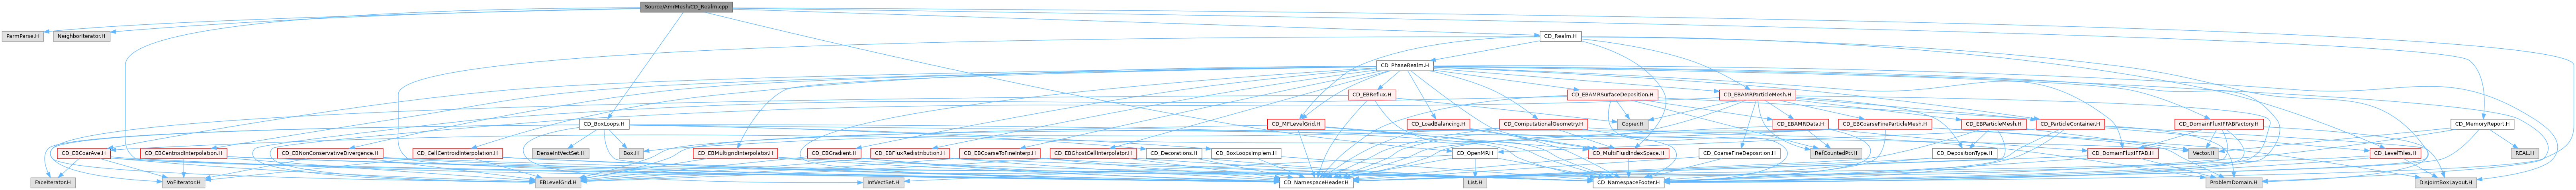 Source/AmrMesh/CD_Realm.cpp
ParmParse.H
NeighborIterator.H
CD_Realm.H
CD_PhaseRealm.H
CD_EBReflux.H
CD_EBAMRSurfaceDeposition.H
CD_EBAMRParticleMesh.H
CD_BoxLoops.H
CD_MFLevelGrid.H
CD_LoadBalancing.H
CD_ComputationalGeometry.H
Copier.H
CD_EBAMRData.H
CD_EBCoarseFineParticleMesh.H
CD_EBParticleMesh.H
CD_ParticleContainer.H
CD_DomainFluxIFFABFactory.H
CD_MemoryReport.H
CD_EBCoarAve.H
CD_EBCentroidInterpolation.H
CD_EBNonConservativeDivergence.H
CD_CellCentroidInterpolation.H
DenseIntVectSet.H
Box.H
CD_EBMultigridInterpolator.H
CD_EBGradient.H
CD_EBFluxRedistribution.H
CD_EBCoarseToFineInterp.H
CD_EBGhostCellInterpolator.H
CD_Decorations.H
CD_BoxLoopsImplem.H
CD_OpenMP.H
CD_MultiFluidIndexSpace.H
RefCountedPtr.H
CD_CoarseFineDeposition.H
CD_DepositionType.H
CD_DomainFluxIFFAB.H
Vector.H
CD_LevelTiles.H
REAL.H
FaceIterator.H
VoFIterator.H
EBLevelGrid.H
CD_NamespaceHeader.H
IntVectSet.H
List.H
CD_NamespaceFooter.H
ProblemDomain.H
DisjointBoxLayout.H